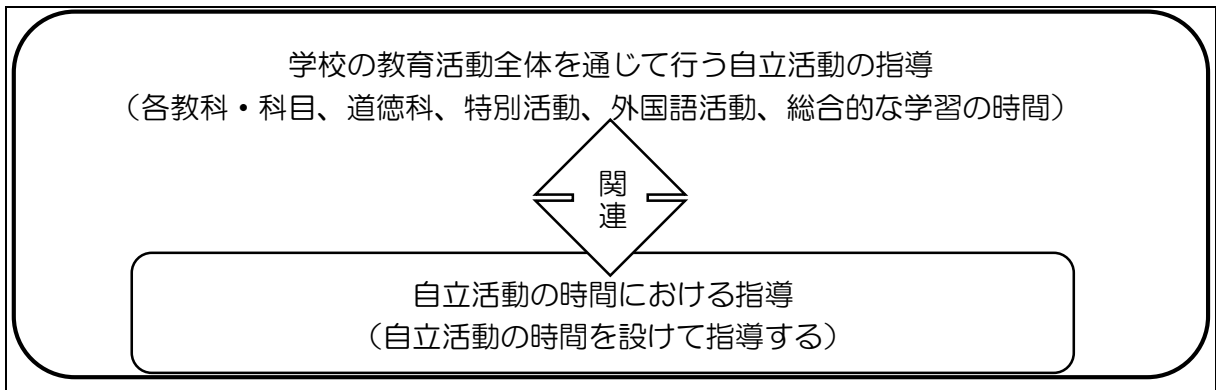 学校の教育活動全体を通じて行う自立活動の指導
（各教科・科目、道徳科、特別活動、外国語活動、総合的な学習の時間）
関
連
自立活動の時間における指導
（自立活動の時間を設けて指導する）